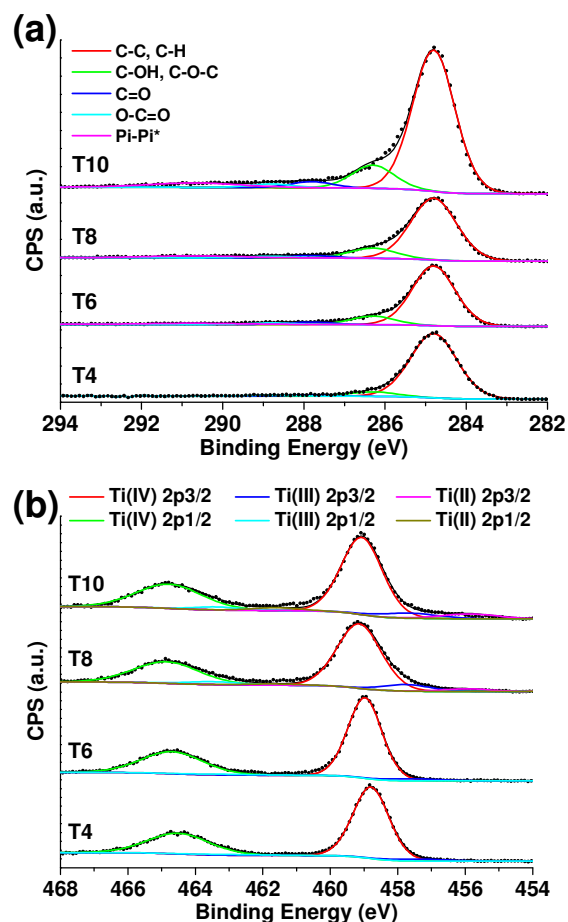 (a)
C-C, C-H
C-OH, C-O-C
C=O
O-C=O
Pi-Pi*
T10
T8
T6
T4
CPS (a.u.)
294 292 290 288 286 284 282
Binding Energy (eV)
(b)
Ti(IV) 2p3/2 Ti(III) 2p3/2 Ti(II) 2p3/2
Ti(IV) 2p1/2 Ti(III) 2p1/2 Ti(II) 2p1/2
T10
T8
T6
T4
CPS (a.u.)
468 466 464 462 460 458 456 454
Binding Energy (eV)